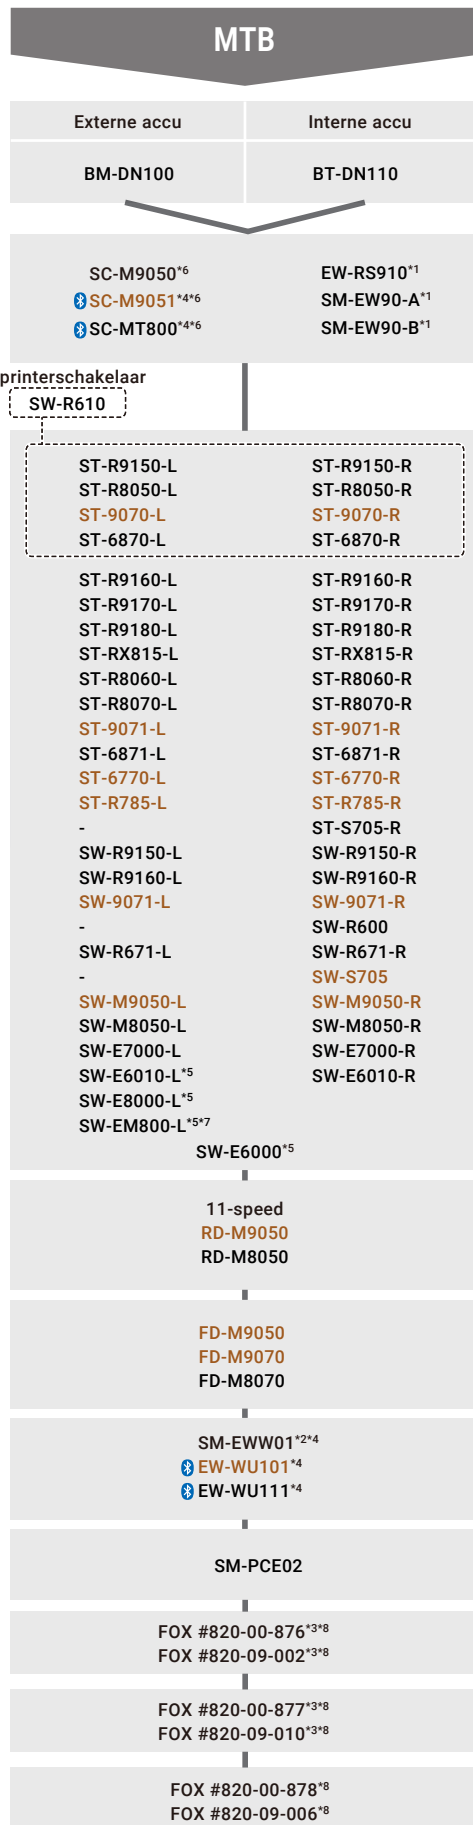 MTB
Externe accu Interne accu
BM-DN100 BT-DN110
SC-M9050*6 EW-RS910*1
SC-M9051*4*6 SM-EW90-A*1
SC-MT800*4*6 SM-EW90-B*1
printerschakelaar
SW-R610
ST-R9150-L ST-R9150-R
ST-R8050-L ST-R8050-R
ST-9070-L ST-9070-R
ST-6870-L ST-6870-R
ST-R9160-L ST-R9160-R
ST-R9170-L ST-R9170-R
ST-R9180-L ST-R9180-R
ST-RX815-L ST-RX815-R
ST-R8060-L ST-R8060-R
ST-R8070-L ST-R8070-R
ST-9071-L ST-9071-R
ST-6871-L ST-6871-R
ST-6770-L ST-6770-R
ST-R785-L ST-R785-R
- ST-S705-R
SW-R9150-L SW-R9150-R
SW-R9160-L SW-R9160-R
SW-9071-L SW-9071-R
- SW-R600
SW-R671-L SW-R671-R
- SW-S705
SW-M9050-L SW-M9050-R
SW-M8050-L SW-M8050-R
SW-E7000-L SW-E7000-R
SW-E6010-L*5 SW-E6010-R
SW-E8000-L*5
SW-EM800-L*5*7
SW-E6000*5
11-speed
RD-M9050
RD-M8050
FD-M9050
FD-M9070
FD-M8070
SM-EWW01*2*4
EW-WU101*4
EW-WU111*4
SM-PCE02
FOX #820-00-876*3*8
FOX #820-09-002*3*8
FOX #820-00-877*3*8
FOX #820-09-010*3*8
FOX #820-00-878*8
FOX #820-09-006*8